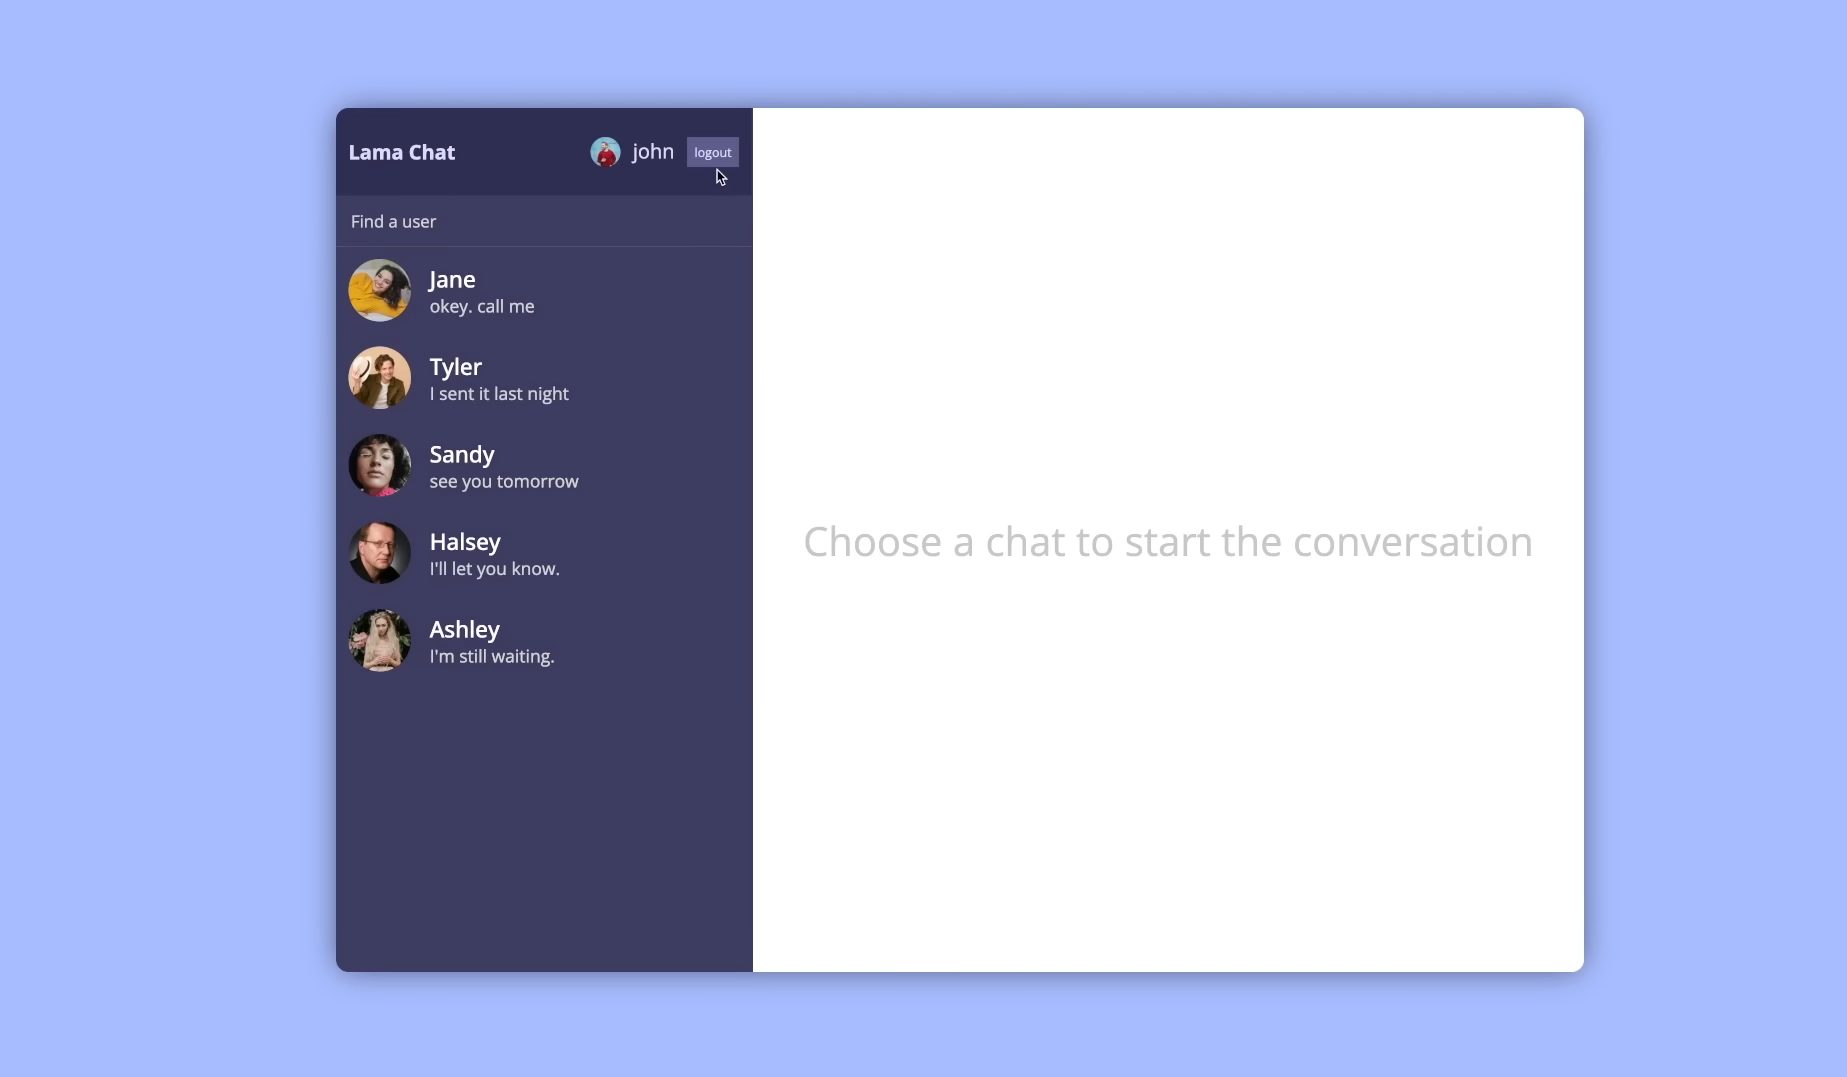 Lama Chat
john
logout
Find a user
Jane
okey. call me
Tyler
I sent it last night
Sandy
see you tomorrow
Halsey
I'll let you know.
Ashley
I'm still waiting.
Choose a chat to start the conversation